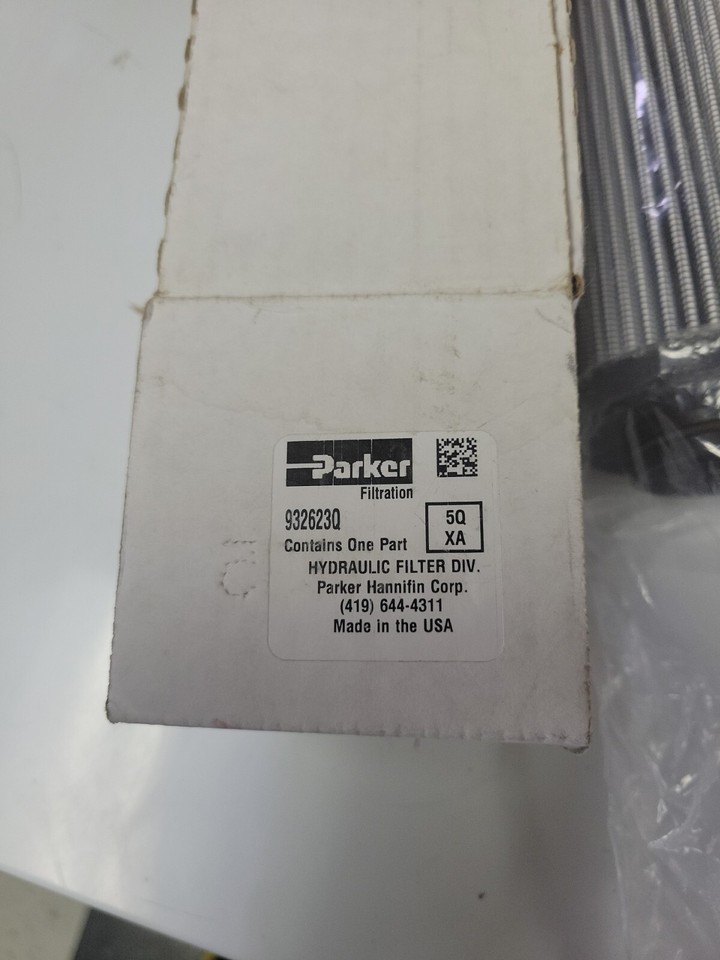 Parker
Filtration
932623Q
5Q
XA
Contains One Part
HYDRAULIC FILTER DIV.
Parker Hannifin Corp.
(419) 644-4311
Made in the USA